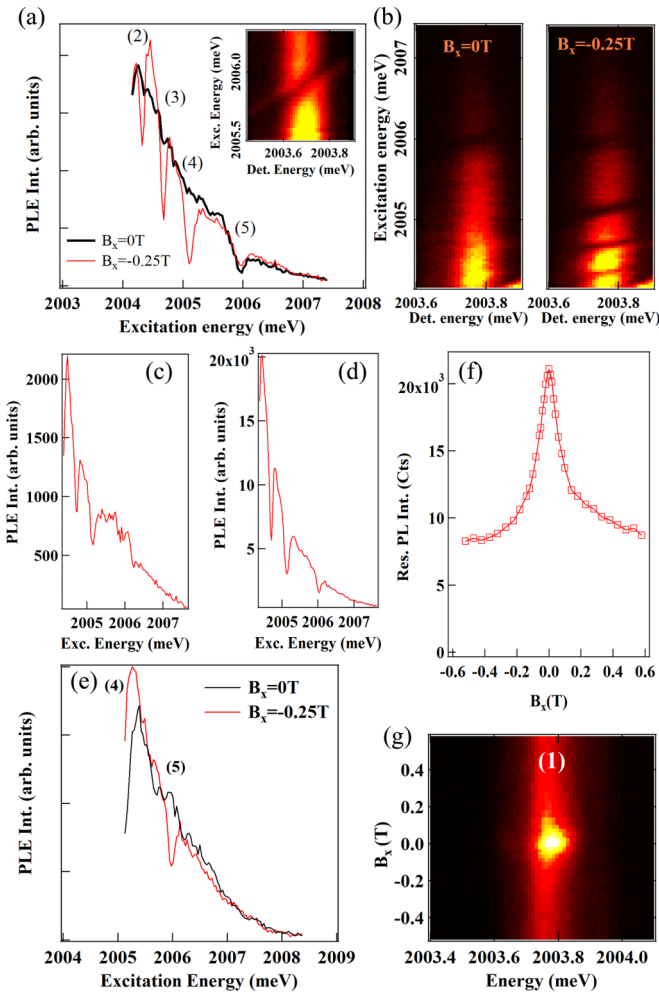 (a)
PLE Int. (arb. units)
(2)
(3)
(4)
(5)
Bx=0T
Bx=-0.25T
2003 2004 2005 2006 2007 2008
Excitation energy (meV)
Exc. Energy (meV)
2005.5 2006.0
2003.6 2003.8
Det. Energy (meV)
(b)
Excitation energy (meV)
2005 2006 2007
Bx=0T
Bx=-0.25T
2003.6 2003.8 2003.6 2003.8
Det. energy (meV) Det. energy (meV)
(c)
PLE Int. (arb. units)
2000
1500
1000
500
2005 2006 2007
Exc. Energy (meV)
(d)
PLE Int. (arb. units)
20x10³
15
10
5
2005 2006 2007
Exc. Energy (meV)
(e)
PLE Int. (arb. units)
(4)
(5)
Bx=0T
Bx=-0.25T
2004 2005 2006 2007 2008 2009
Excitation Energy (meV)
(f)
Res. PL Int. (Cts)
20x10³
15
10
5
0
-0.6 -0.4 -0.2 0.0 0.2 0.4 0.6
Bx(T)
(g)
(1)
Bx(T)
0.4
0.2
0.0
-0.2
-0.4
2003.4 2003.6 2003.8 2004.0
Energy (meV)